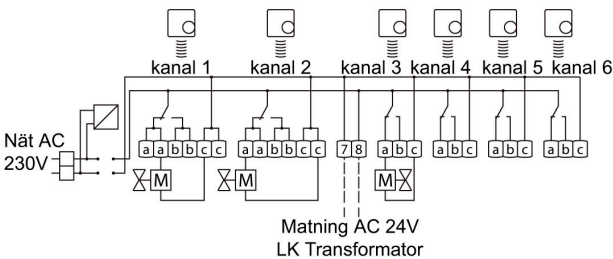 kanal 1 kanal 2 kanal 3 kanal 4 kanal 5 kanal 6
Nät AC
230V
a a b b c c a a b b c c 7 8 a b c a b c a b c a b c
M M M
Matning AC 24V
LK Transformator